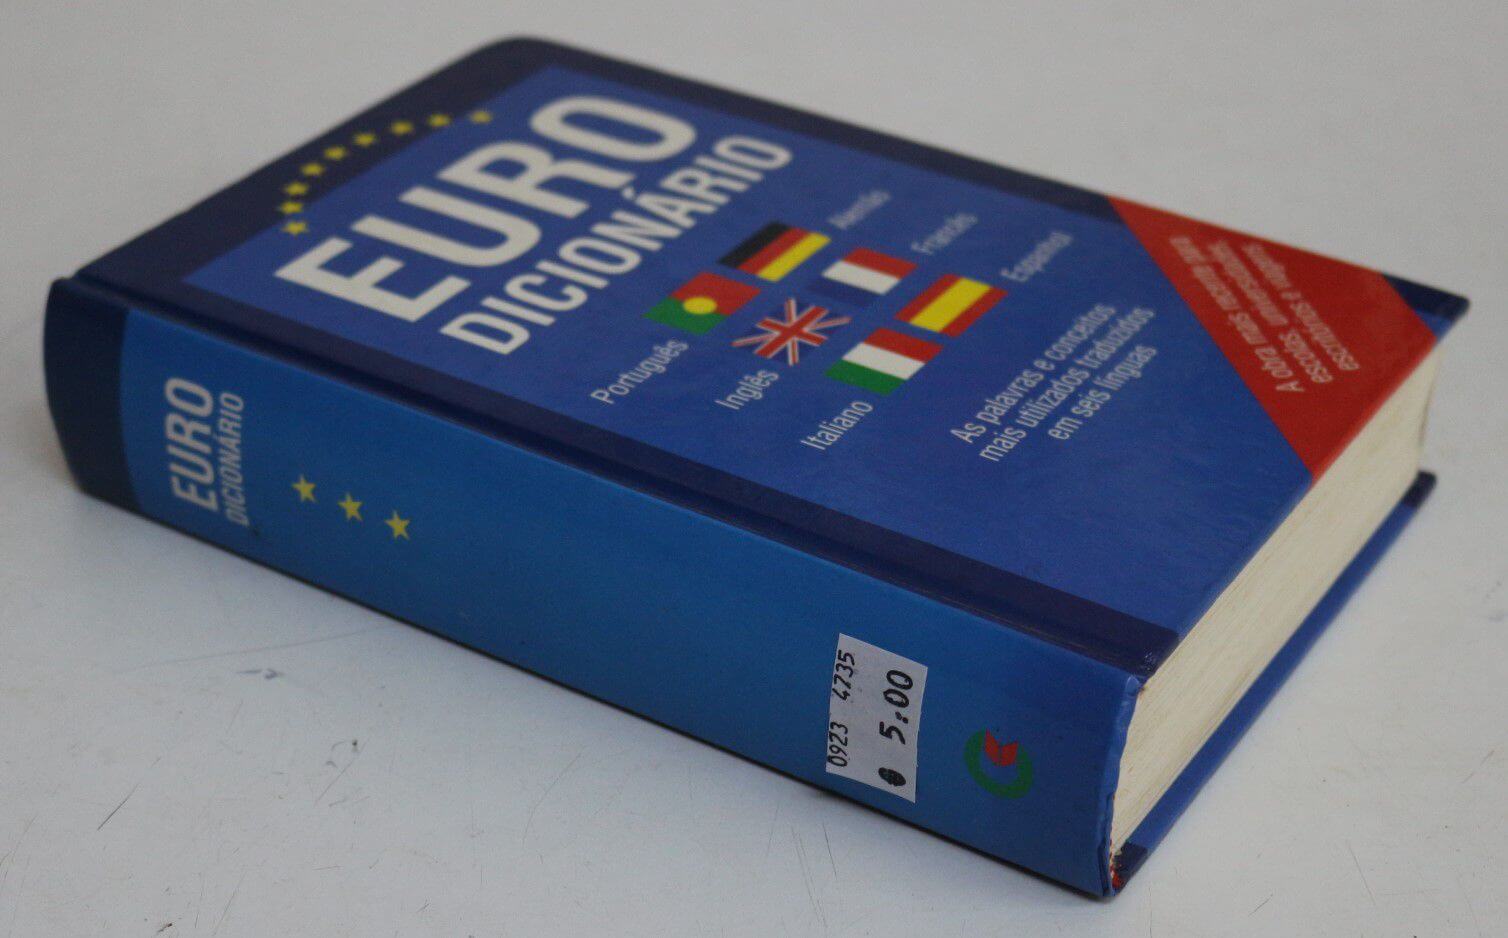 EURO
DICIONÁRIO
Alemão
Francês
Espanhol
Português
Inglês
Italiano
As palavras e conceitos
mais utilizados traduzidos
em seis línguas
A obra mais recente para
escolas, universidades,
escritórios e viagens
EURO
DICIONÁRIO
0923 4735
5.00